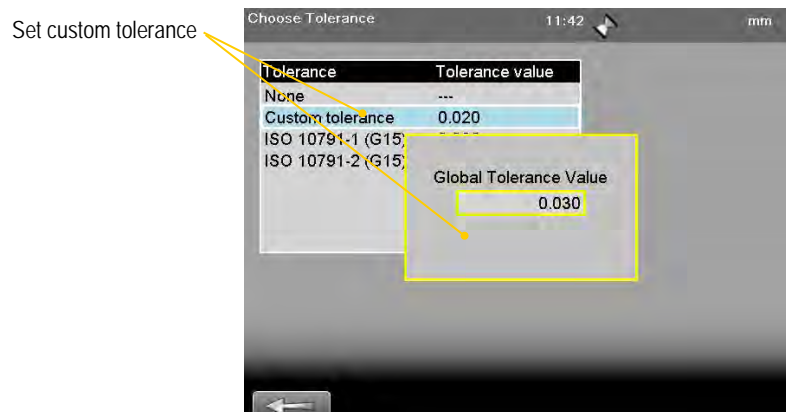 Set custom tolerance
Choose Tolerance 11:42 mm
Tolerance Tolerance value
None ---
Custom tolerance 0.020
ISO 10791-1 (G15)
ISO 10791-2 (G15)
Global Tolerance Value
0.030